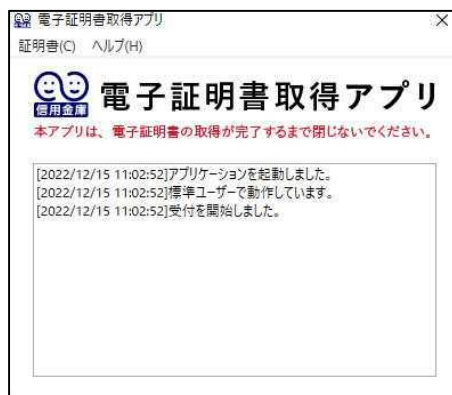 電子証明書取得アプリ
証明書(C) ヘルプ(H)
信用金庫
電子証明書取得アプリ
本アプリは、電子証明書の取得が完了するまで閉じないでください。
[2022/12/15 11:02:52]アプリケーションを起動しました。
[2022/12/15 11:02:52]標準ユーザーで動作しています。
[2022/12/15 11:02:52]受付を開始しました。